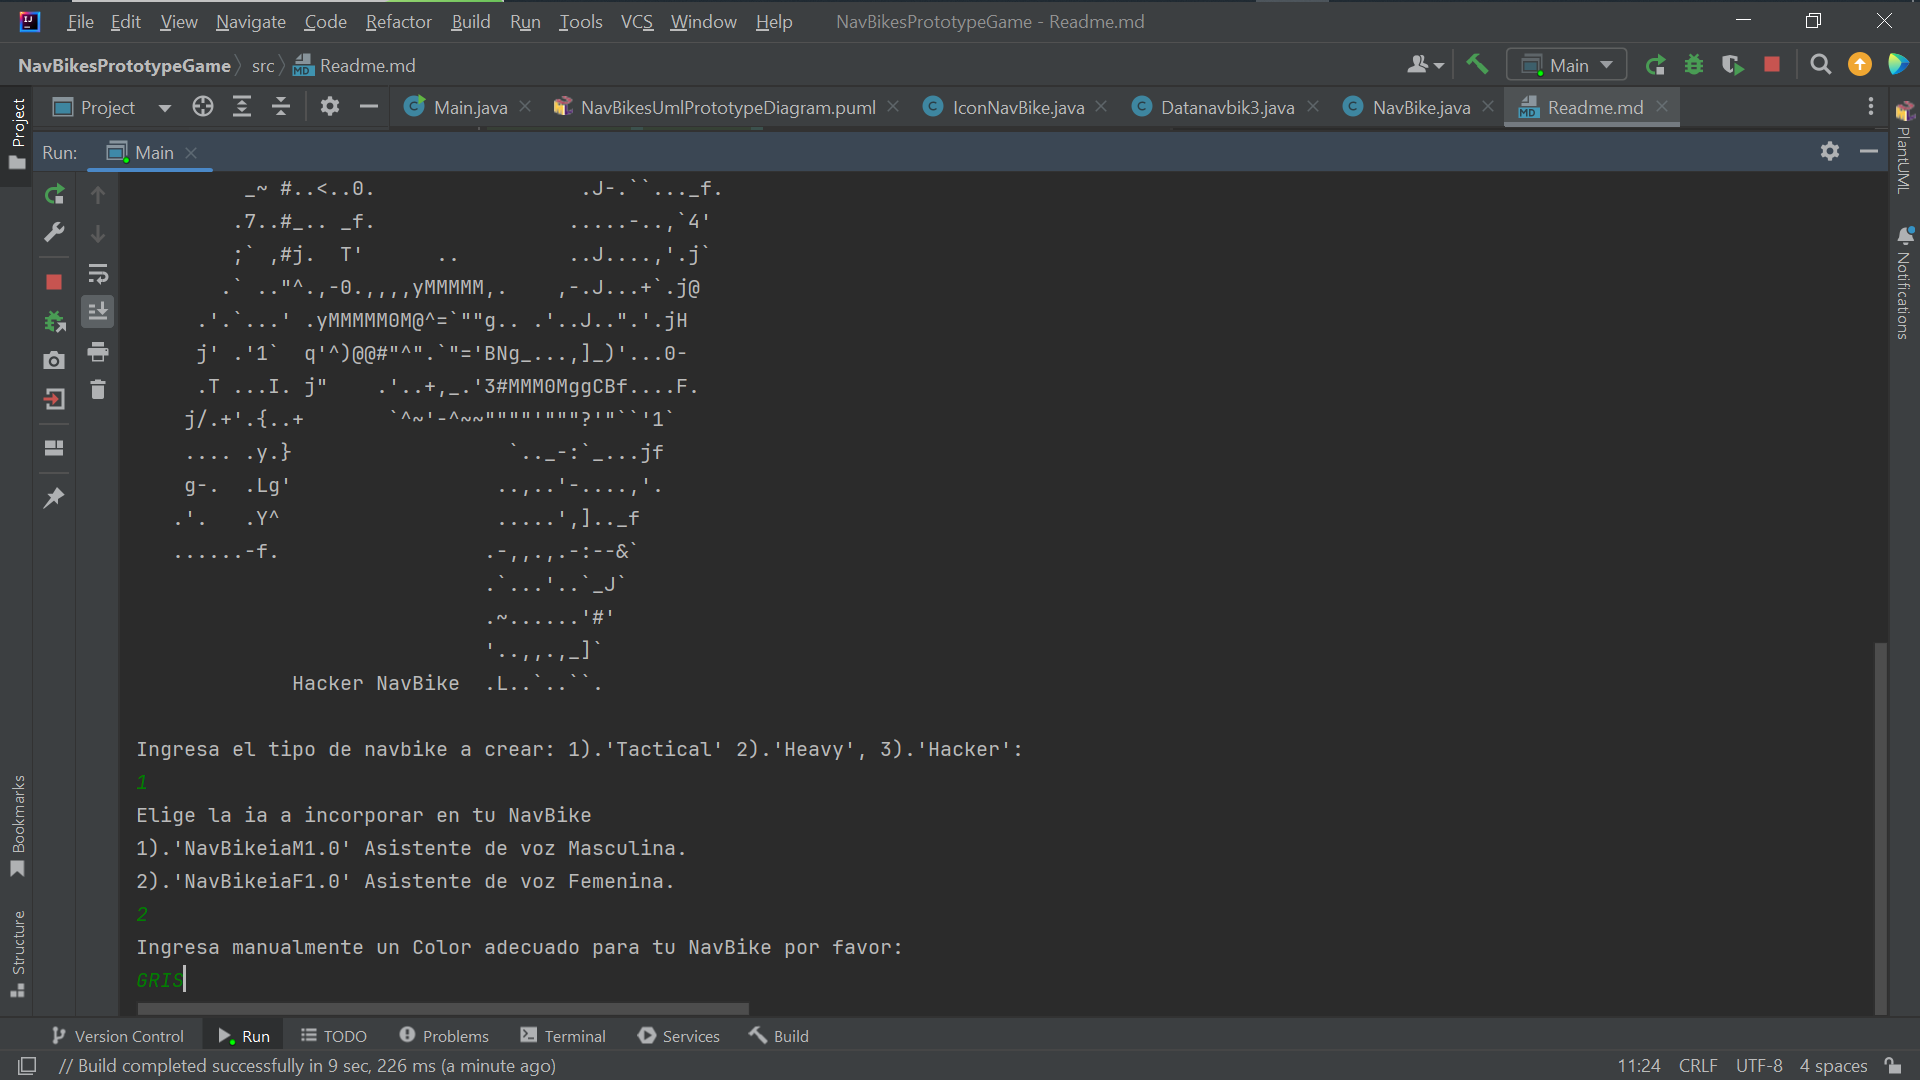 File Edit View Navigate Code Refactor Build Run Tools VCS Window Help NavBikesPrototypeGame - Readme.md
NavBikesPrototypeGame src Readme.md Main
Project Main.java NavBikesUmlPrototypeDiagram.puml IconNavBike.java Datanavbik3.java NavBike.java Readme.md
Run: Main
_~ #..<..0. .J-.``..._f.
.7..#_.. _f. .....-..,`4'
;` ,#j. T' .. ..J....,'.j`
.` .."^.,-0.,,,,yMMMMM,. ,-.J...+`.j@
.'.`...' .yMMMMM0M@^=`""g.. .'..J..".'.jH
j' .'1` q'^)@@#"^".`"='BNg_...,]_)'...0-
.T ...I. j" .'..+,_.'3#MMM0MggCBf....F.
j/.+'.{..+ `^~'-^~~""""'"""?'"``'1`
.... .y.} `.._-:`_...jf
g-. .Lg' ..,..'-....,'.
.'. .Y^ .....',].._f
......-f. .-,,.,.-:--&`
.`...'..`_J`
.~......'#'
'..,,.,_]`
Hacker NavBike .L..`..``.
Ingresa el tipo de navbike a crear: 1).'Tactical' 2).'Heavy', 3).'Hacker':
1
Elige la ia a incorporar en tu NavBike
1).'NavBikeiaM1.0' Asistente de voz Masculina.
2).'NavBikeiaF1.0' Asistente de voz Femenina.
2
Ingresa manualmente un Color adecuado para tu NavBike por favor:
GRIS
Project
Bookmarks
Structure
PlantUML
Notifications
Version Control Run TODO Problems Terminal Services Build
// Build completed successfully in 9 sec, 226 ms (a minute ago) 11:24 CRLF UTF-8 4 spaces